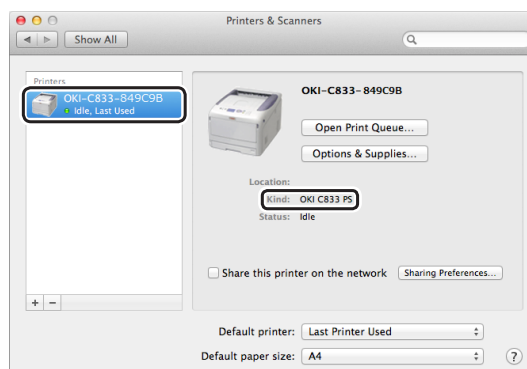 Printers & Scanners
Show All
Printers
OKI-C833-849C9B
Idle, Last Used
OKI-C833-849C9B
Open Print Queue...
Options & Supplies...
Location:
Kind: OKI C833 PS
Status: Idle
Share this printer on the network Sharing Preferences...
+ −
Default printer: Last Printer Used
Default paper size: A4 ?